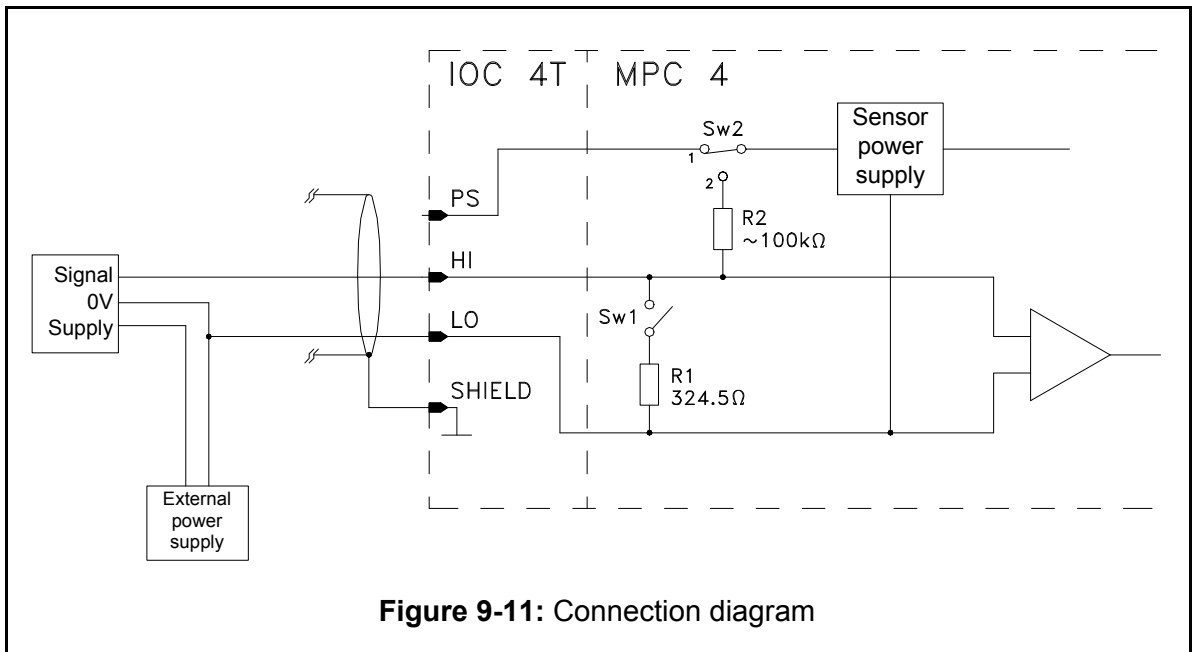 IOC 4T
MPC 4
Sensor
power
supply
Sw2
1
2
PS
R2
~100kΩ
HI
Signal
0V
Supply
LO
Sw1
R1
324.5Ω
SHIELD
External
power
supply
Figure 9-11: Connection diagram